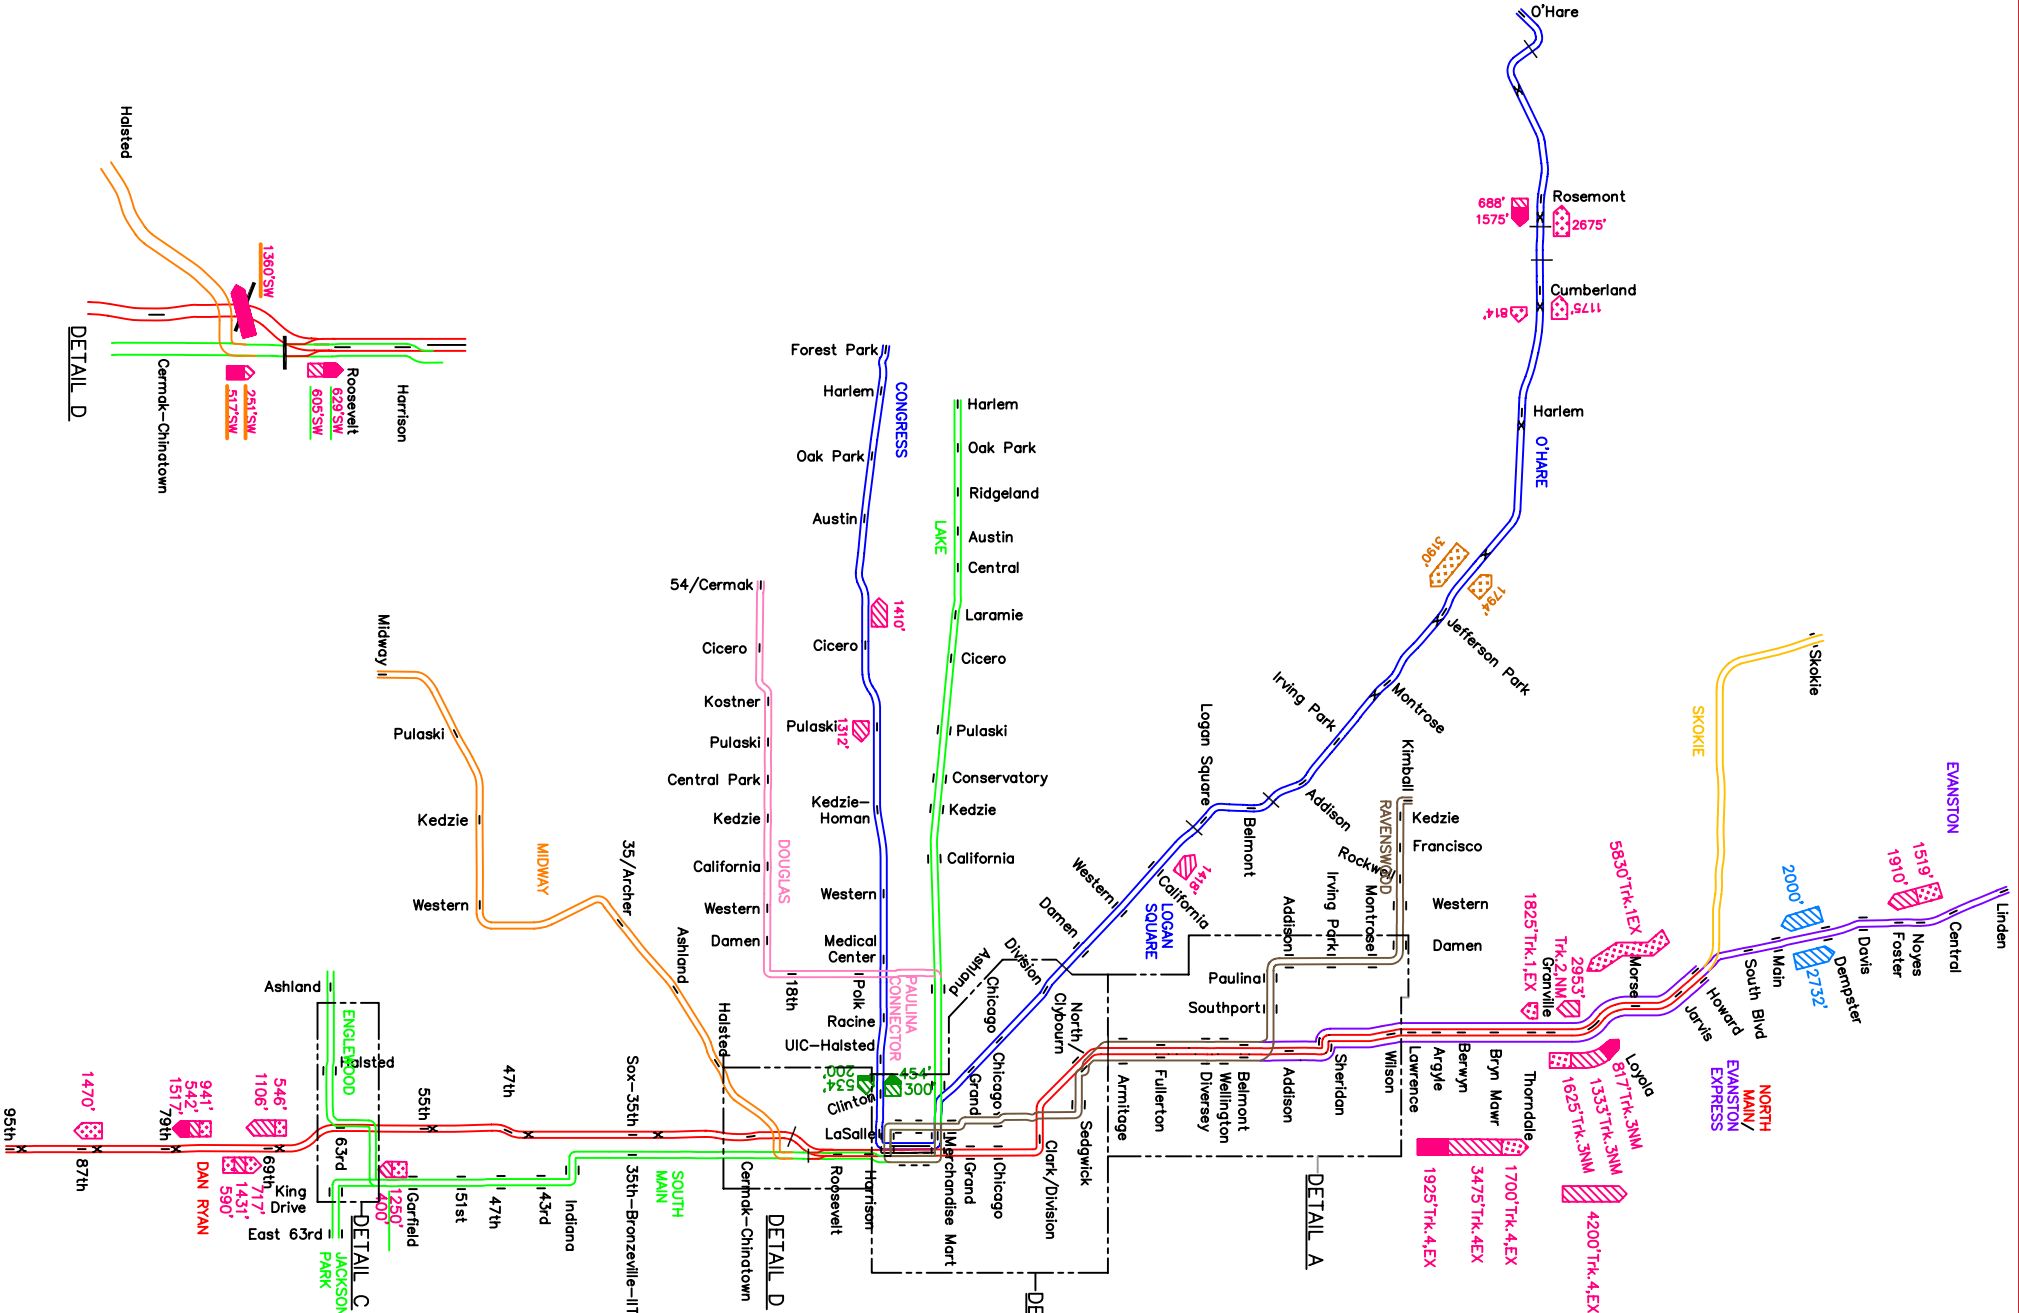 O'Hare
Rosemont
688'
1575'
2675'
Cumberland
814'
1175'
Harlem
O'HARE
3190'
1794'
Jefferson Park
Montrose
Irving Park
Addison
Belmont
Logan Square
1418'
California
Western
LOGAN
SQUARE
Damen
Division
Chicago
Grand
Clinton
LaSalle
Halsted
1360'SW
DETAIL D
Cermak-Chinatown
517'SW
251'SW
605'SW
629'SW
Roosevelt
Harrison
Forest Park
Harlem
CONGRESS
Oak Park
Austin
1410'
Cicero
Pulaski
1312'
Kedzie-
Homan
Western
Medical
Center
Racine
UIC-Halsted
Harlem
Oak Park
Ridgeland
LAKE
Austin
Central
Laramie
Cicero
Pulaski
Conservatory
Kedzie
California
Ashland
54/Cermak
Cicero
Kostner
Pulaski
Central Park
Kedzie
DOUGLAS
California
Western
Damen
18th
Polk
PAULINA
CONNECTOR
200'
534'
454'
300'
Midway
Pulaski
Kedzie
MIDWAY
Western
35/Archer
Ashland
Halsted
Skokie
SKOKIE
EVANSTON
Linden
Central
Noyes
Foster
Davis
Dempster
Main
South Blvd
Howard
Jarvis
1519'
1910'
2000'
2732'
5830'Trk.1EX
1825'Trk.1,EX
2953'
Trk.2,NM
Morse
Granville
Loyola
817'Trk.3NM
1333'Trk.3NM
1625'Trk.3NM
NORTH
MAIN/
EVANSTON
EXPRESS
Thorndale
Bryn Mawr
Berwyn
Argyle
Lawrence
Wilson
Sheridan
Addison
Belmont
Wellington
Diversey
Fullerton
Armitage
1925'Trk.4,EX
3475'Trk.4EX
1700'Trk.4,EX
4200'Trk.4,EX
Kimball
RAVENSWOOD
Kedzie
Francisco
Rockwell
Western
Damen
Montrose
Irving Park
Addison
Paulina
Southport
DETAIL A
North
Clybourn
Sedgwick
Clark/Division
Chicago
Chicago
Grand
Merchandise Mart
Harrison
Roosevelt
Cermak-Chinatown
DETAIL D
DE
Ashland
ENGLEWOOD
Halsted
63rd
King
Drive
East 63rd
JACKSON
PARK
DETAIL C
1250'
400'
Garfield
51st
47th
43rd
Indiana
35th-Bronzeville-IIT
SOUTH
MAIN
Sox-35th
47th
55th
546'
1106'
69th
717'
1431'
590'
DAN RYAN
941'
542'
1517'
79th
87th
1470'
95th